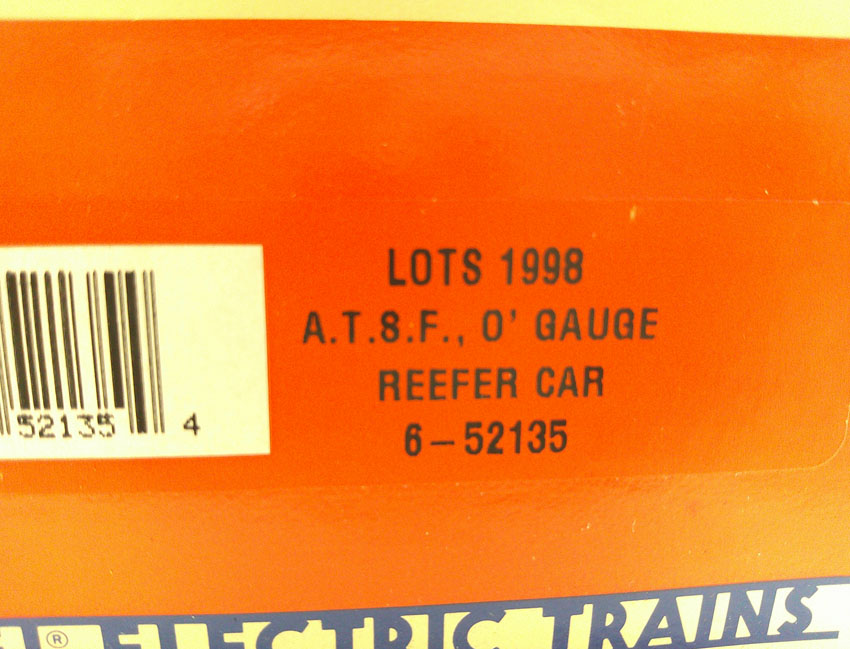 LOTS 1998
A.T.8.F., O' GAUGE
REEFER CAR
6-52135
52135 4
® ELECTRIC TRAINS